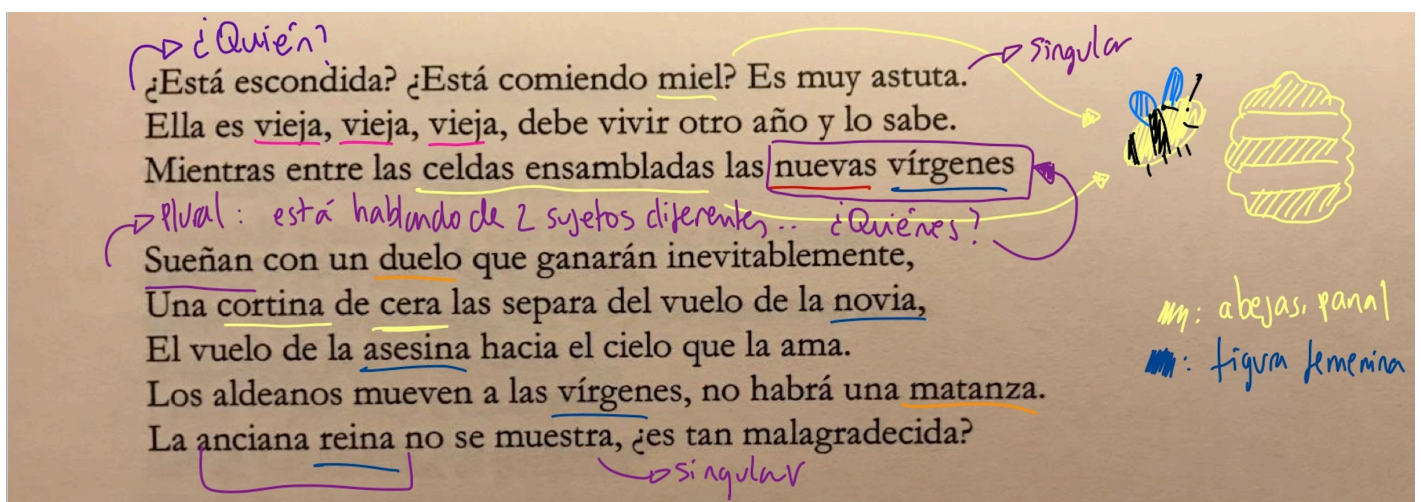 ¿Quién?
singular
¿Está escondida? ¿Está comiendo miel? Es muy astuta.
Ella es vieja, vieja, vieja, debe vivir otro año y lo sabe.
Mientras entre las celdas ensambladas las nuevas vírgenes
Plural: está hablando de 2 sujetos diferentes.. ¿Quiénes?
Sueñan con un duelo que ganarán inevitablemente,
Una cortina de cera las separa del vuelo de la novia,
El vuelo de la asesina hacia el cielo que la ama.
Los aldeanos mueven a las vírgenes, no habrá una matanza.
La anciana reina no se muestra, ¿es tan malagradecida?
singular
: abejas, panal
: figura femenina